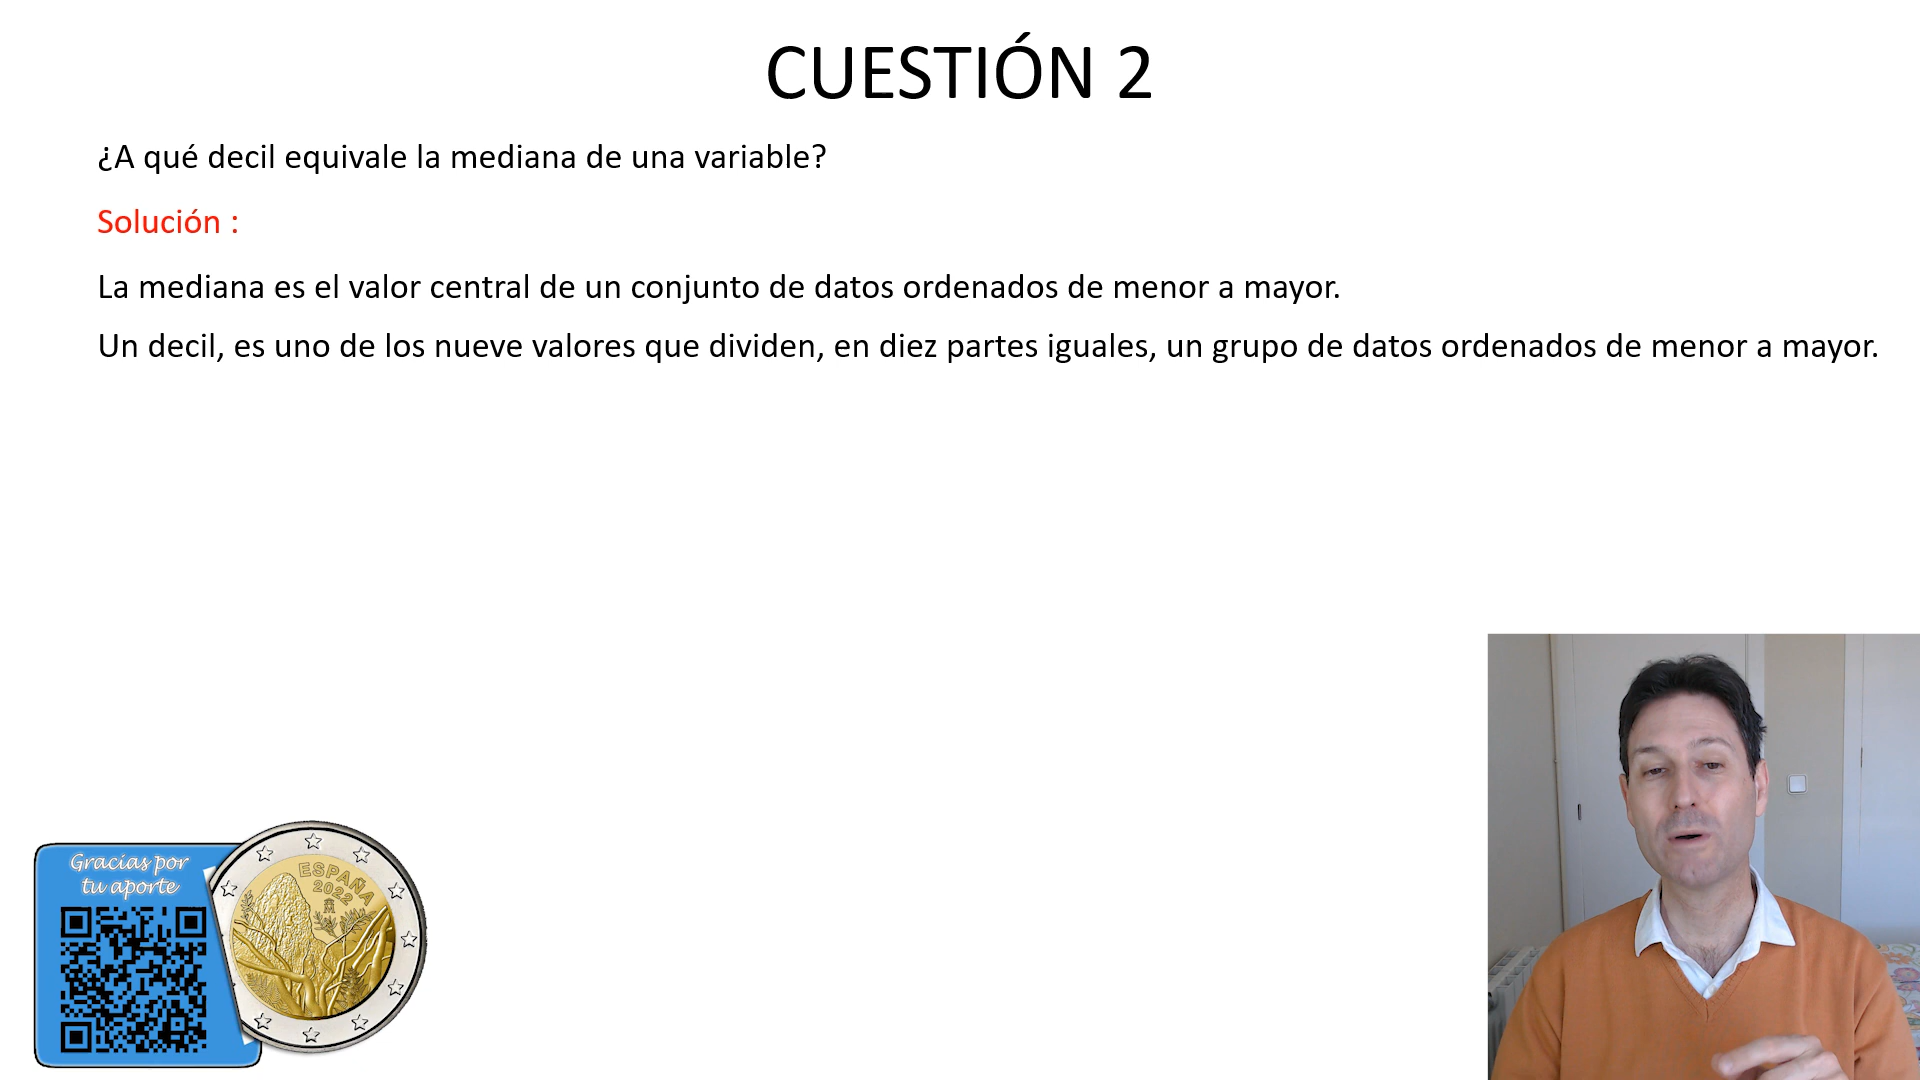 CUESTIÓN 2
¿A qué decil equivale la mediana de una variable?
Solución :
La mediana es el valor central de un conjunto de datos ordenados de menor a mayor.
Un decil, es uno de los nueve valores que dividen, en diez partes iguales, un grupo de datos ordenados de menor a mayor.
Gracias por
tu aporte
ESPAÑA
2022